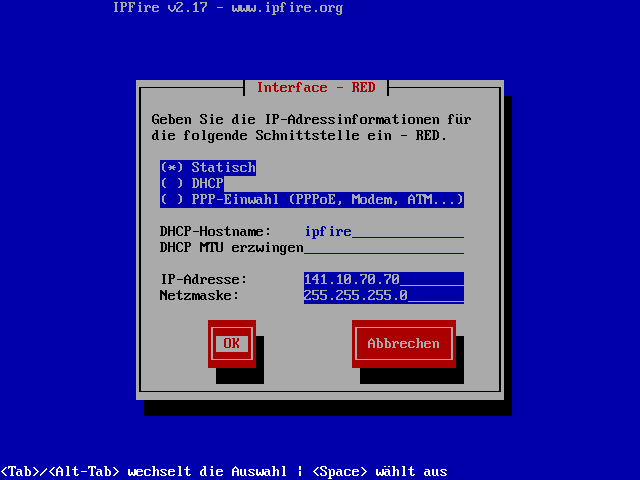 IPFire v2.17 - www.ipfire.org
Interface - RED
Geben Sie die IP-Adressinformationen für
die folgende Schnittstelle ein - RED.
(*) Statisch
( ) DHCP
( ) PPP-Einwahl (PPPoE, Modem, ATM...)
DHCP-Hostname: ipfire
DHCP MTU erzwingen
IP-Adresse: 141.10.70.70
Netzmaske: 255.255.255.0
OK Abbrechen
<Tab>/<Alt-Tab> wechselt die Auswahl | <Space> wählt aus